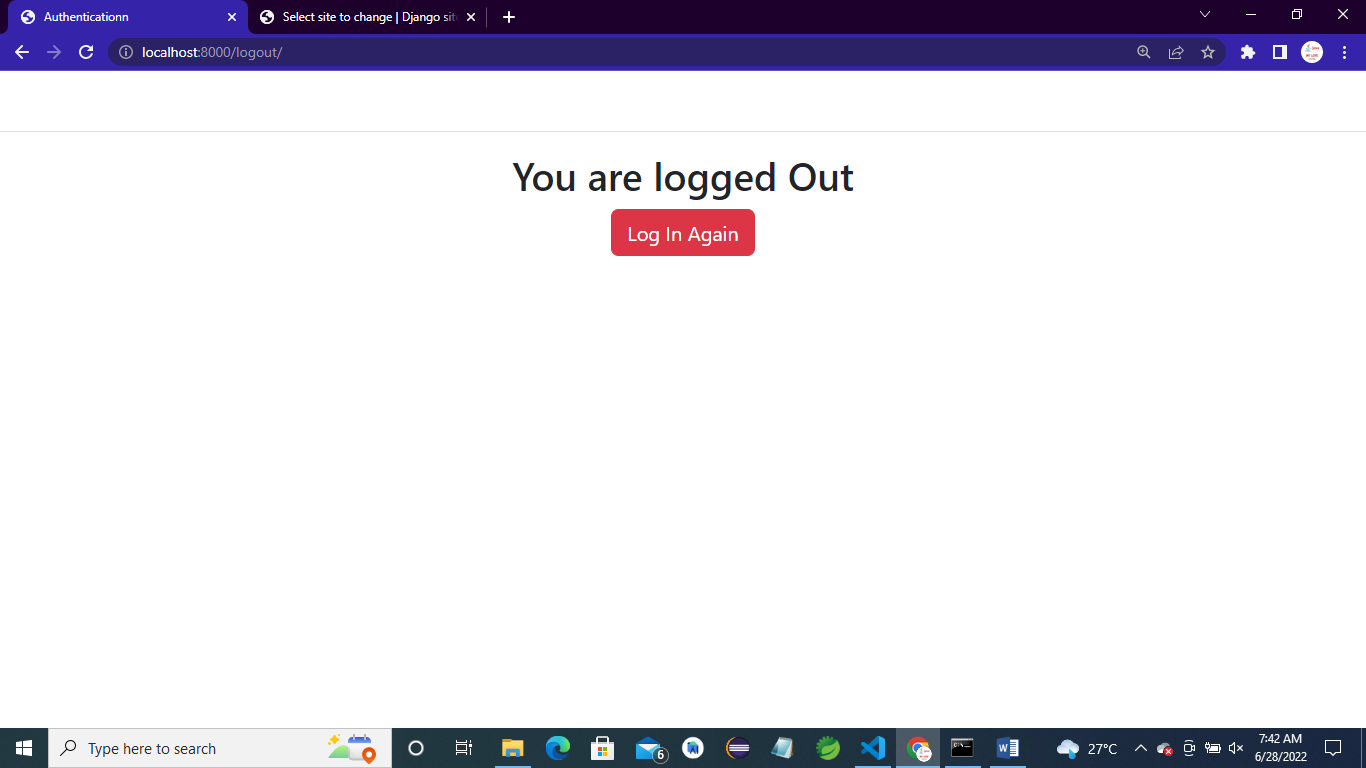 Authenticationn
Select site to change | Django sit
localhost:8000/logout/
You are logged Out
Log In Again
Type here to search
6
27°C
7:42 AM
6/28/2022